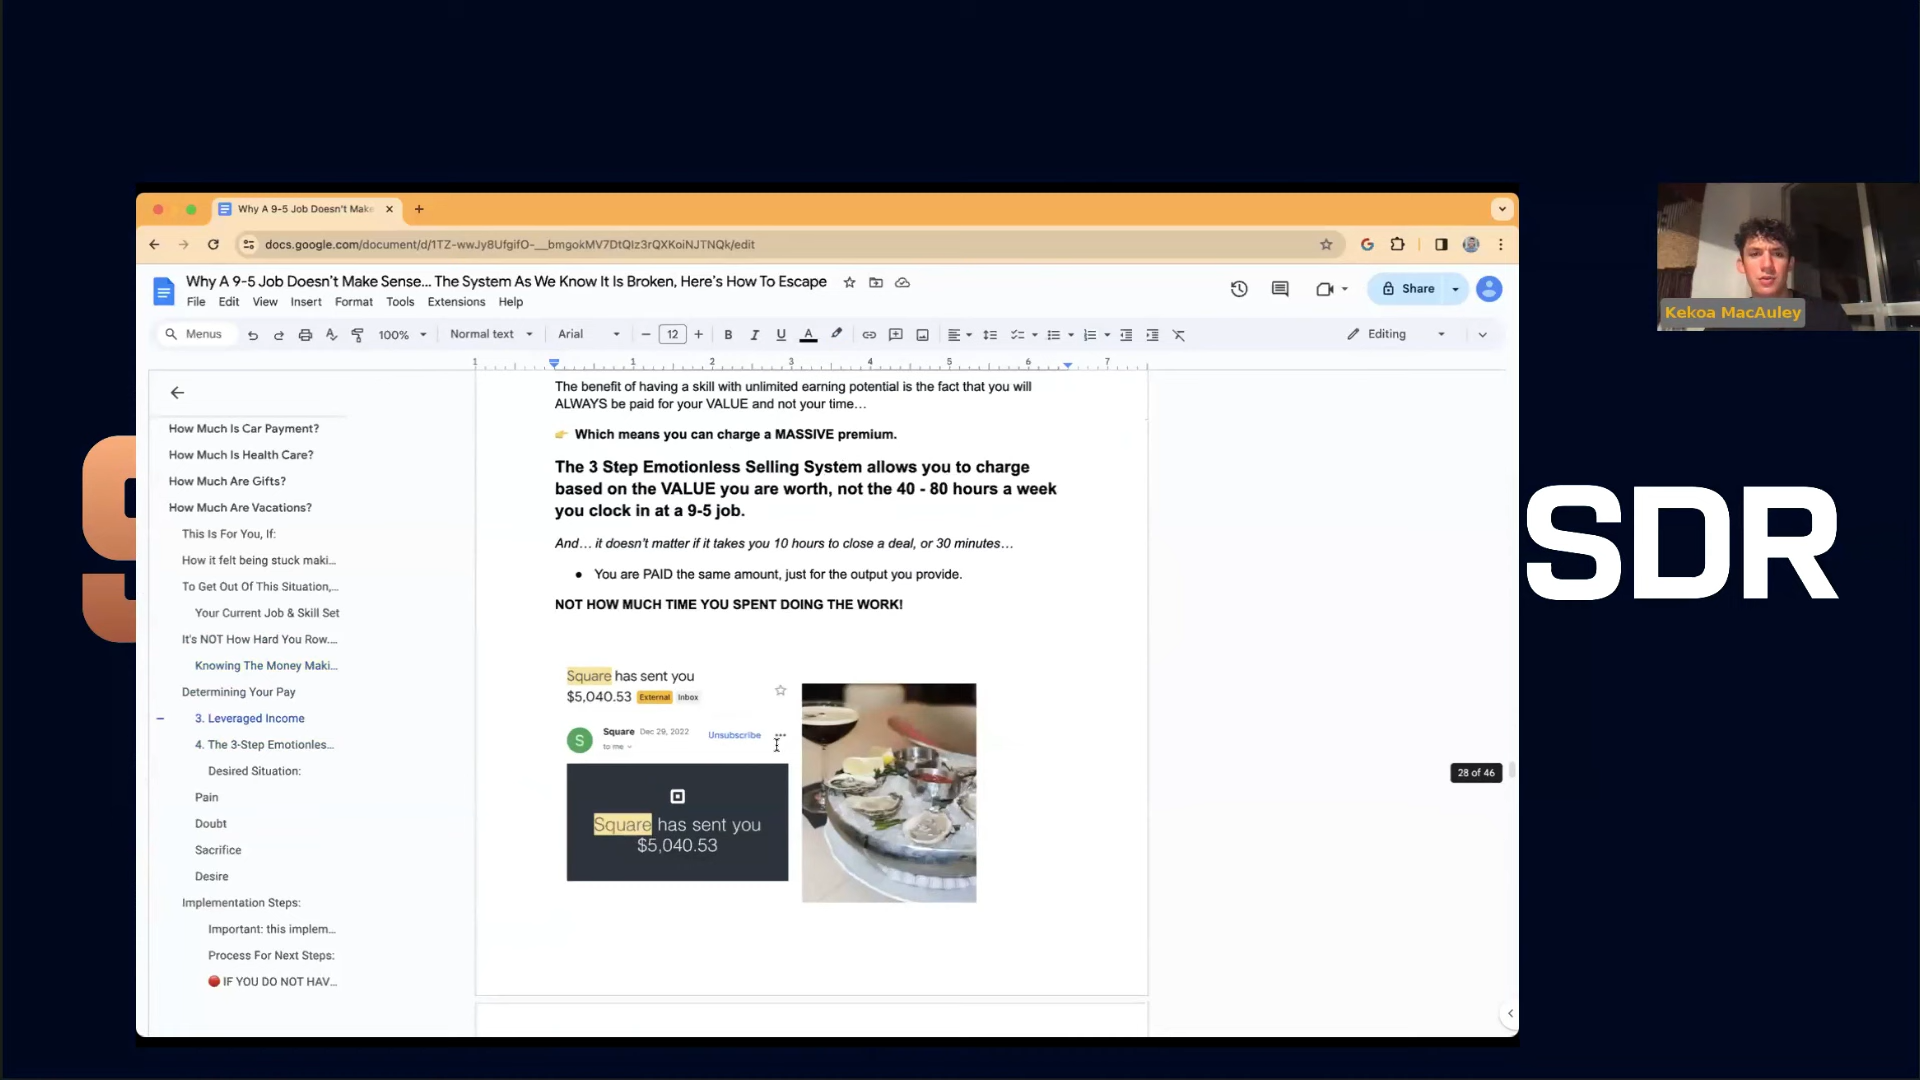 Why A 9-5 Job Doesn't Make
docs.google.com/document/d/1TZ-wwJy8UfgifO-__bmgokMV7DtQIz3rQXKoiNJTNQk/edit
Why A 9-5 Job Doesn't Make Sense... The System As We Know It Is Broken, Here's How To Escape
File Edit View Insert Format Tools Extensions Help
Share
Menus 100% Normal text Arial 12 Editing
1 1 2 3 4 5 6 7
How Much Is Car Payment?
How Much Is Health Care?
How Much Are Gifts?
How Much Are Vacations?
This Is For You, If:
How it felt being stuck maki...
To Get Out Of This Situation,...
Your Current Job & Skill Set
It's NOT How Hard You Row....
Knowing The Money Maki...
Determining Your Pay
3. Leveraged Income
4. The 3-Step Emotionles...
Desired Situation:
Pain
Doubt
Sacrifice
Desire
Implementation Steps:
Important: this implem...
Process For Next Steps:
🔴 IF YOU DO NOT HAV...
The benefit of having a skill with unlimited earning potential is the fact that you will
ALWAYS be paid for your VALUE and not your time…
👉 Which means you can charge a MASSIVE premium.
The 3 Step Emotionless Selling System allows you to charge
based on the VALUE you are worth, not the 40 - 80 hours a week
you clock in at a 9-5 job.
And… it doesn't matter if it takes you 10 hours to close a deal, or 30 minutes…
● You are PAID the same amount, just for the output you provide.
NOT HOW MUCH TIME YOU SPENT DOING THE WORK!
Square has sent you
$5,040.53 External Inbox
S
Square Dec 29, 2022 Unsubscribe
to me
Square has sent you
$5,040.53
28 of 46
Kekoa MacAuley
S
SDR